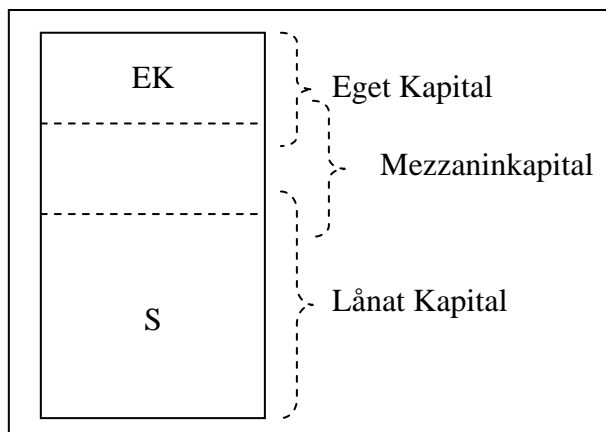 EK
Eget Kapital
Mezzaninkapital
Lånat Kapital
S